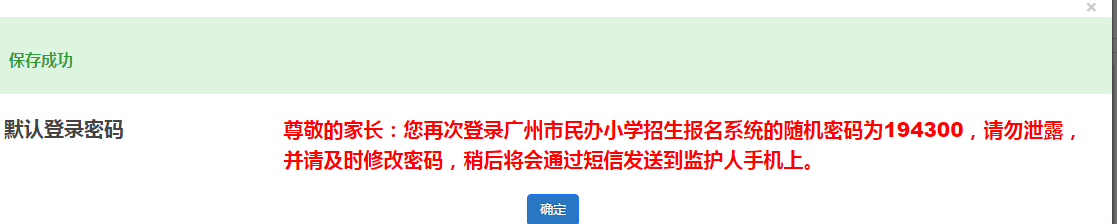 ×
保存成功
默认登录密码
尊敬的家长：您再次登录广州市民办小学招生报名系统的随机密码为194300，请勿泄露，
并请及时修改密码，稍后将会通过短信发送到监护人手机上。
确定